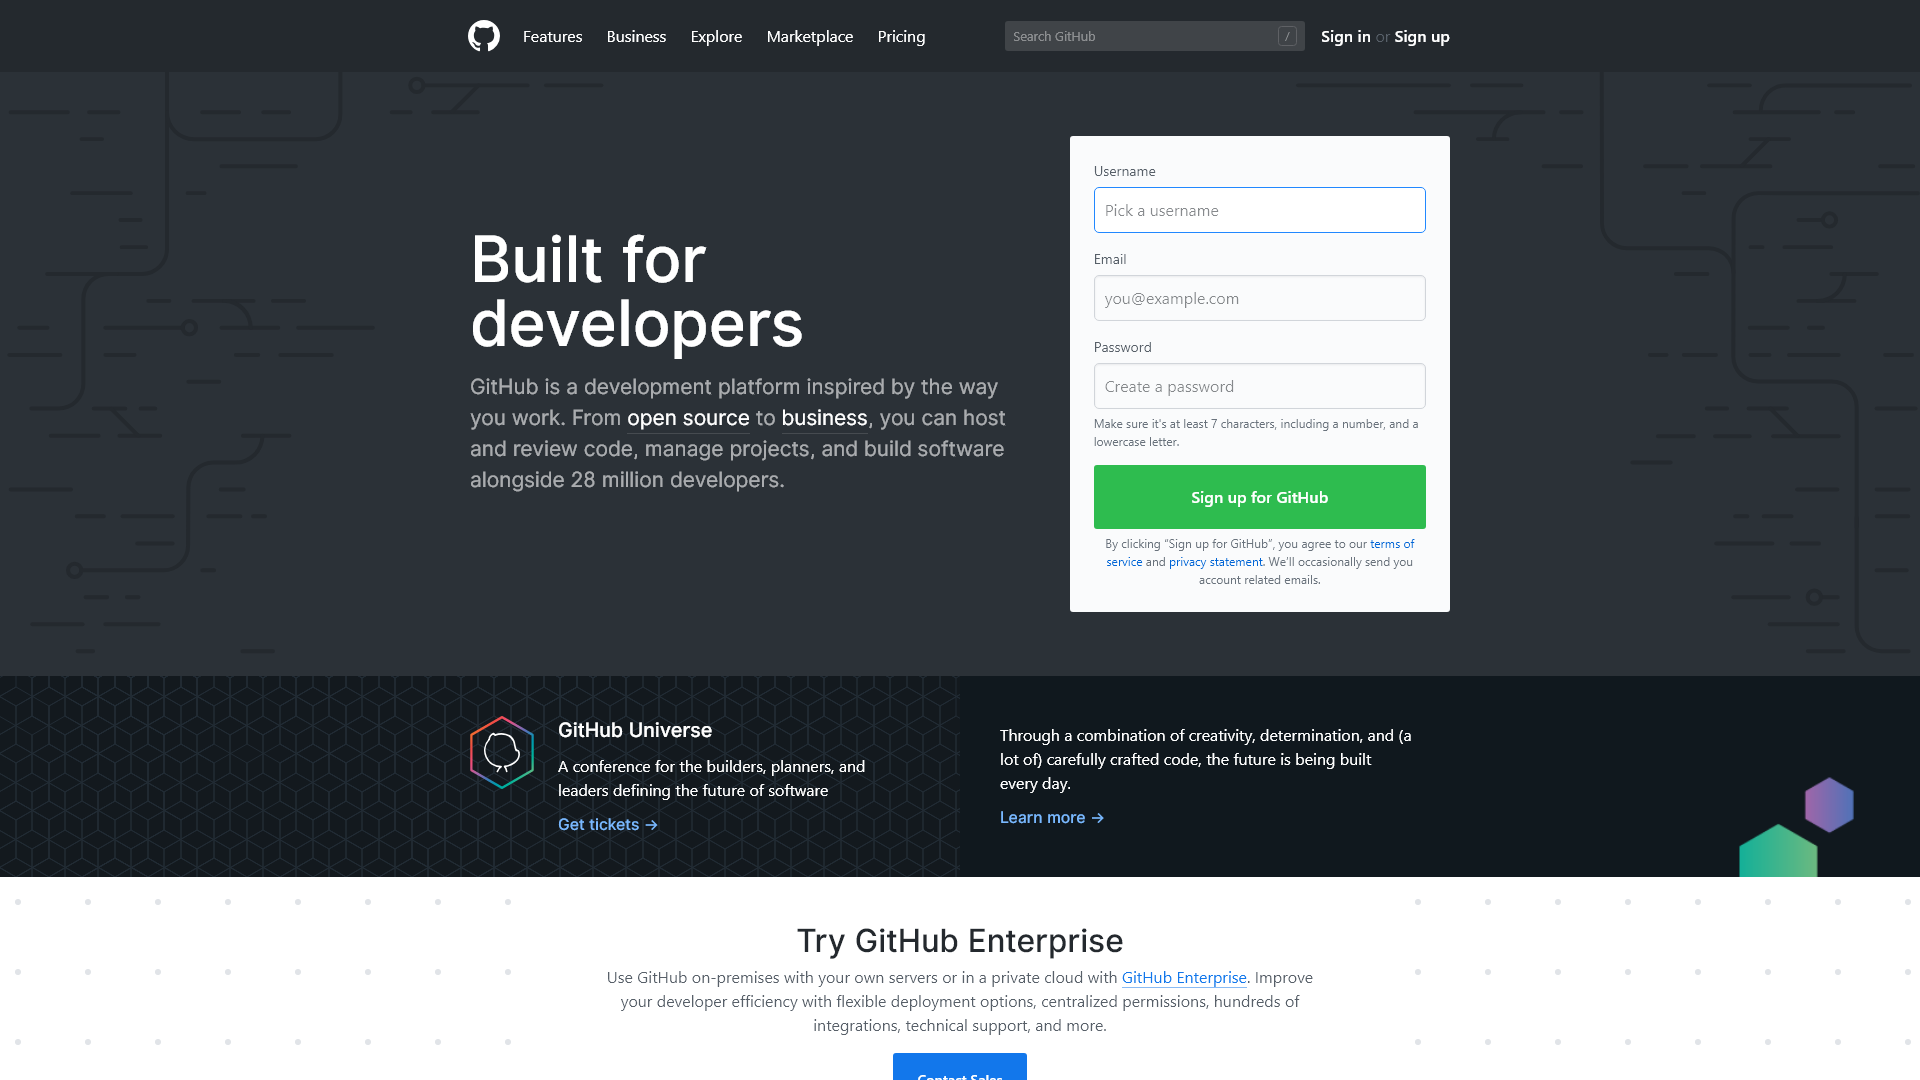 Features Business Explore Marketplace Pricing Search GitHub / Sign in or Sign up
Built for
developers
GitHub is a development platform inspired by the way
you work. From open source to business, you can host
and review code, manage projects, and build software
alongside 28 million developers.
Username
Pick a username
Email
you@example.com
Password
Create a password
Make sure it's at least 7 characters, including a number, and a
lowercase letter.
Sign up for GitHub
By clicking “Sign up for GitHub”, you agree to our terms of
service and privacy statement. We’ll occasionally send you
account related emails.
GitHub Universe
A conference for the builders, planners, and
leaders defining the future of software
Get tickets →
Through a combination of creativity, determination, and (a
lot of) carefully crafted code, the future is being built
every day.
Learn more →
Try GitHub Enterprise
Use GitHub on-premises with your own servers or in a private cloud with GitHub Enterprise. Improve
your developer efficiency with flexible deployment options, centralized permissions, hundreds of
integrations, technical support, and more.
Contact Sales